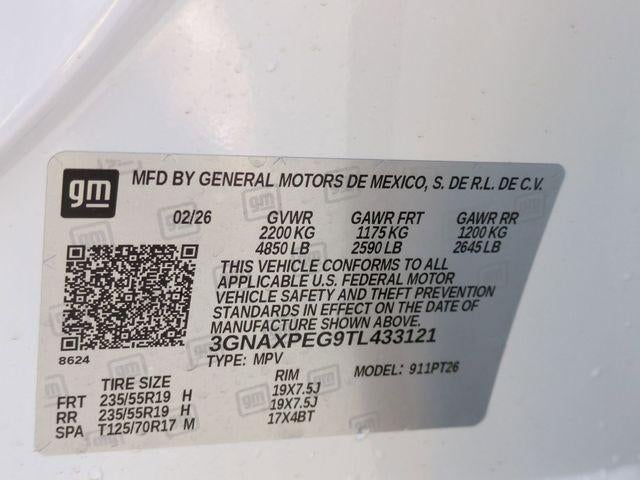 gm MFD BY GENERAL MOTORS DE MEXICO, S. DE R.L. DE C.V.
02/26 GVWR GAWR FRT GAWR RR
2200 KG 1175 KG 1200 KG
4850 LB 2590 LB 2645 LB
THIS VEHICLE CONFORMS TO ALL
APPLICABLE U.S. FEDERAL MOTOR
VEHICLE SAFETY AND THEFT PREVENTION
STANDARDS IN EFFECT ON THE DATE OF
MANUFACTURE SHOWN ABOVE.
8624 3GNAXPEG9TL433121
TYPE: MPV MODEL: 911PT26
TIRE SIZE RIM
FRT 235/55R19 H 19X7.5J
RR 235/55R19 H 19X7.5J
SPA T125/70R17 M 17X4BT